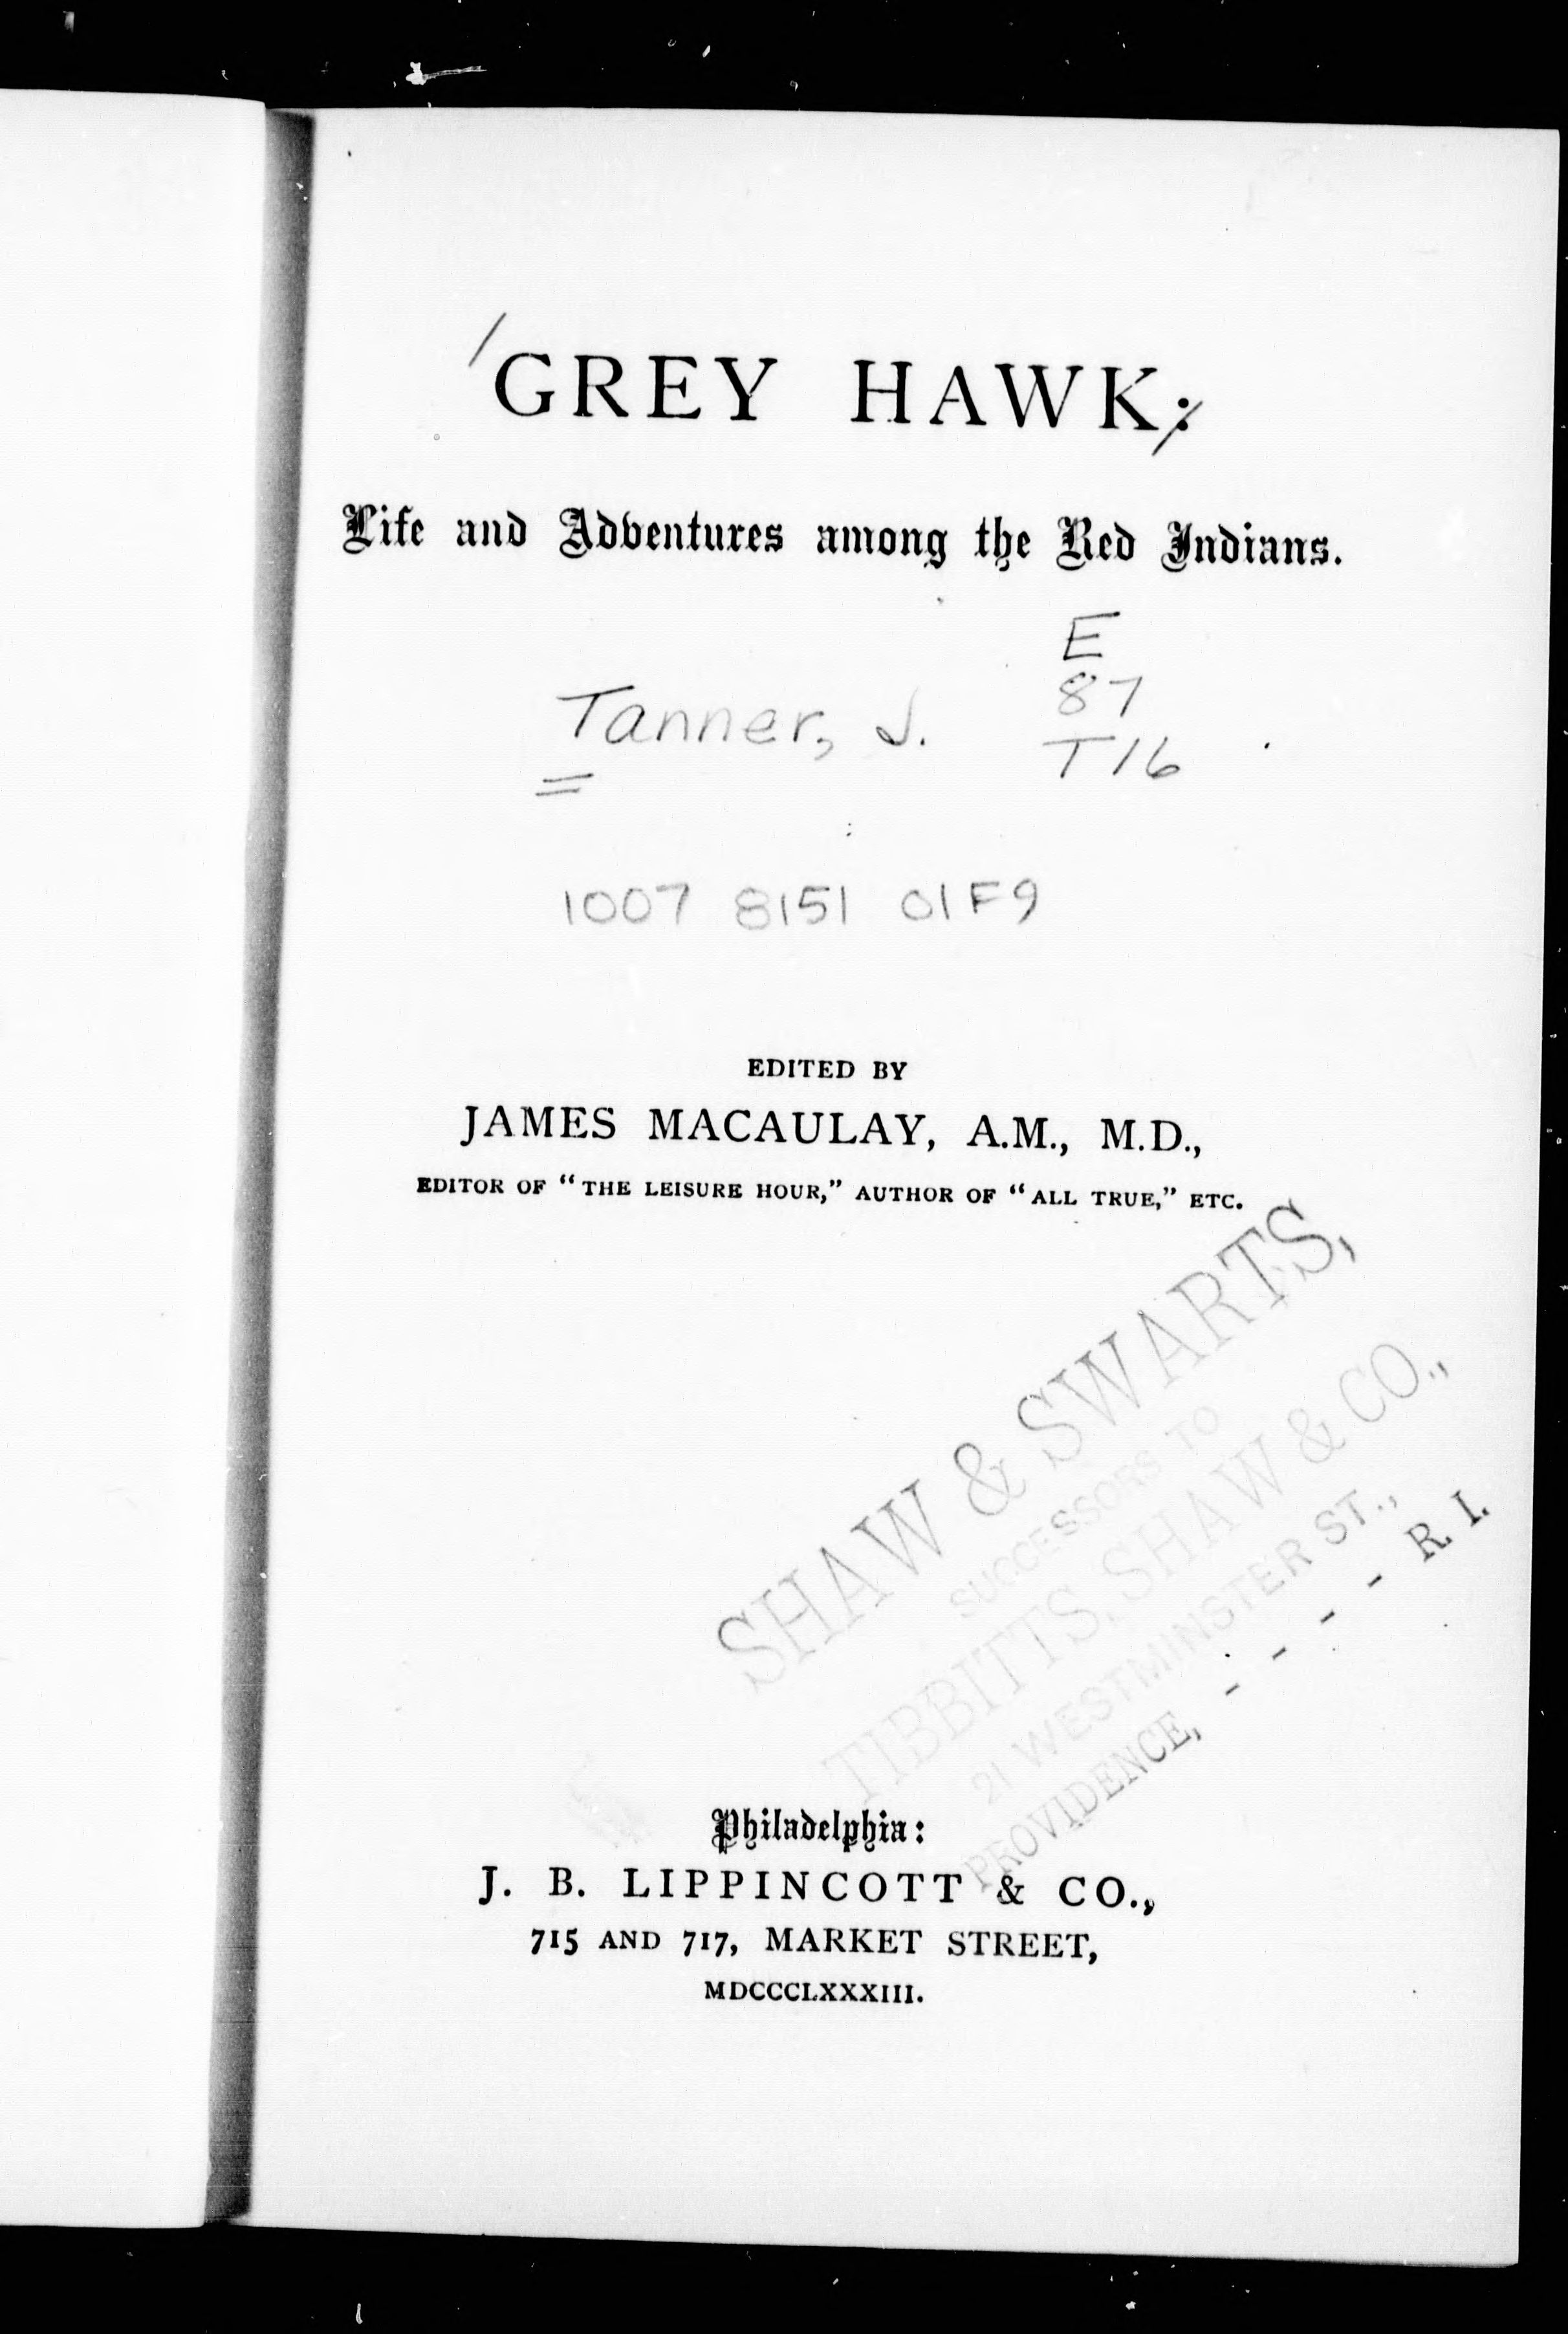 GREY HAWK:
Life and Adventures among the Red Indians.
E
87
Tanner, J.
T16
1007 8151 01F9
EDITED BY
JAMES MACAULAY, A.M., M.D.,
EDITOR OF "THE LEISURE HOUR," AUTHOR OF "ALL TRUE," ETC.
SHAW & SWARTS,
SUCCESSORS TO
TIBBITTS, SHAW & CO.,
21 WESTMINSTER ST.,
PROVIDENCE, - - - - R. I.
Philadelphia:
J. B. LIPPINCOTT & CO.,
715 AND 717, MARKET STREET,
MDCCCLXXXIII.